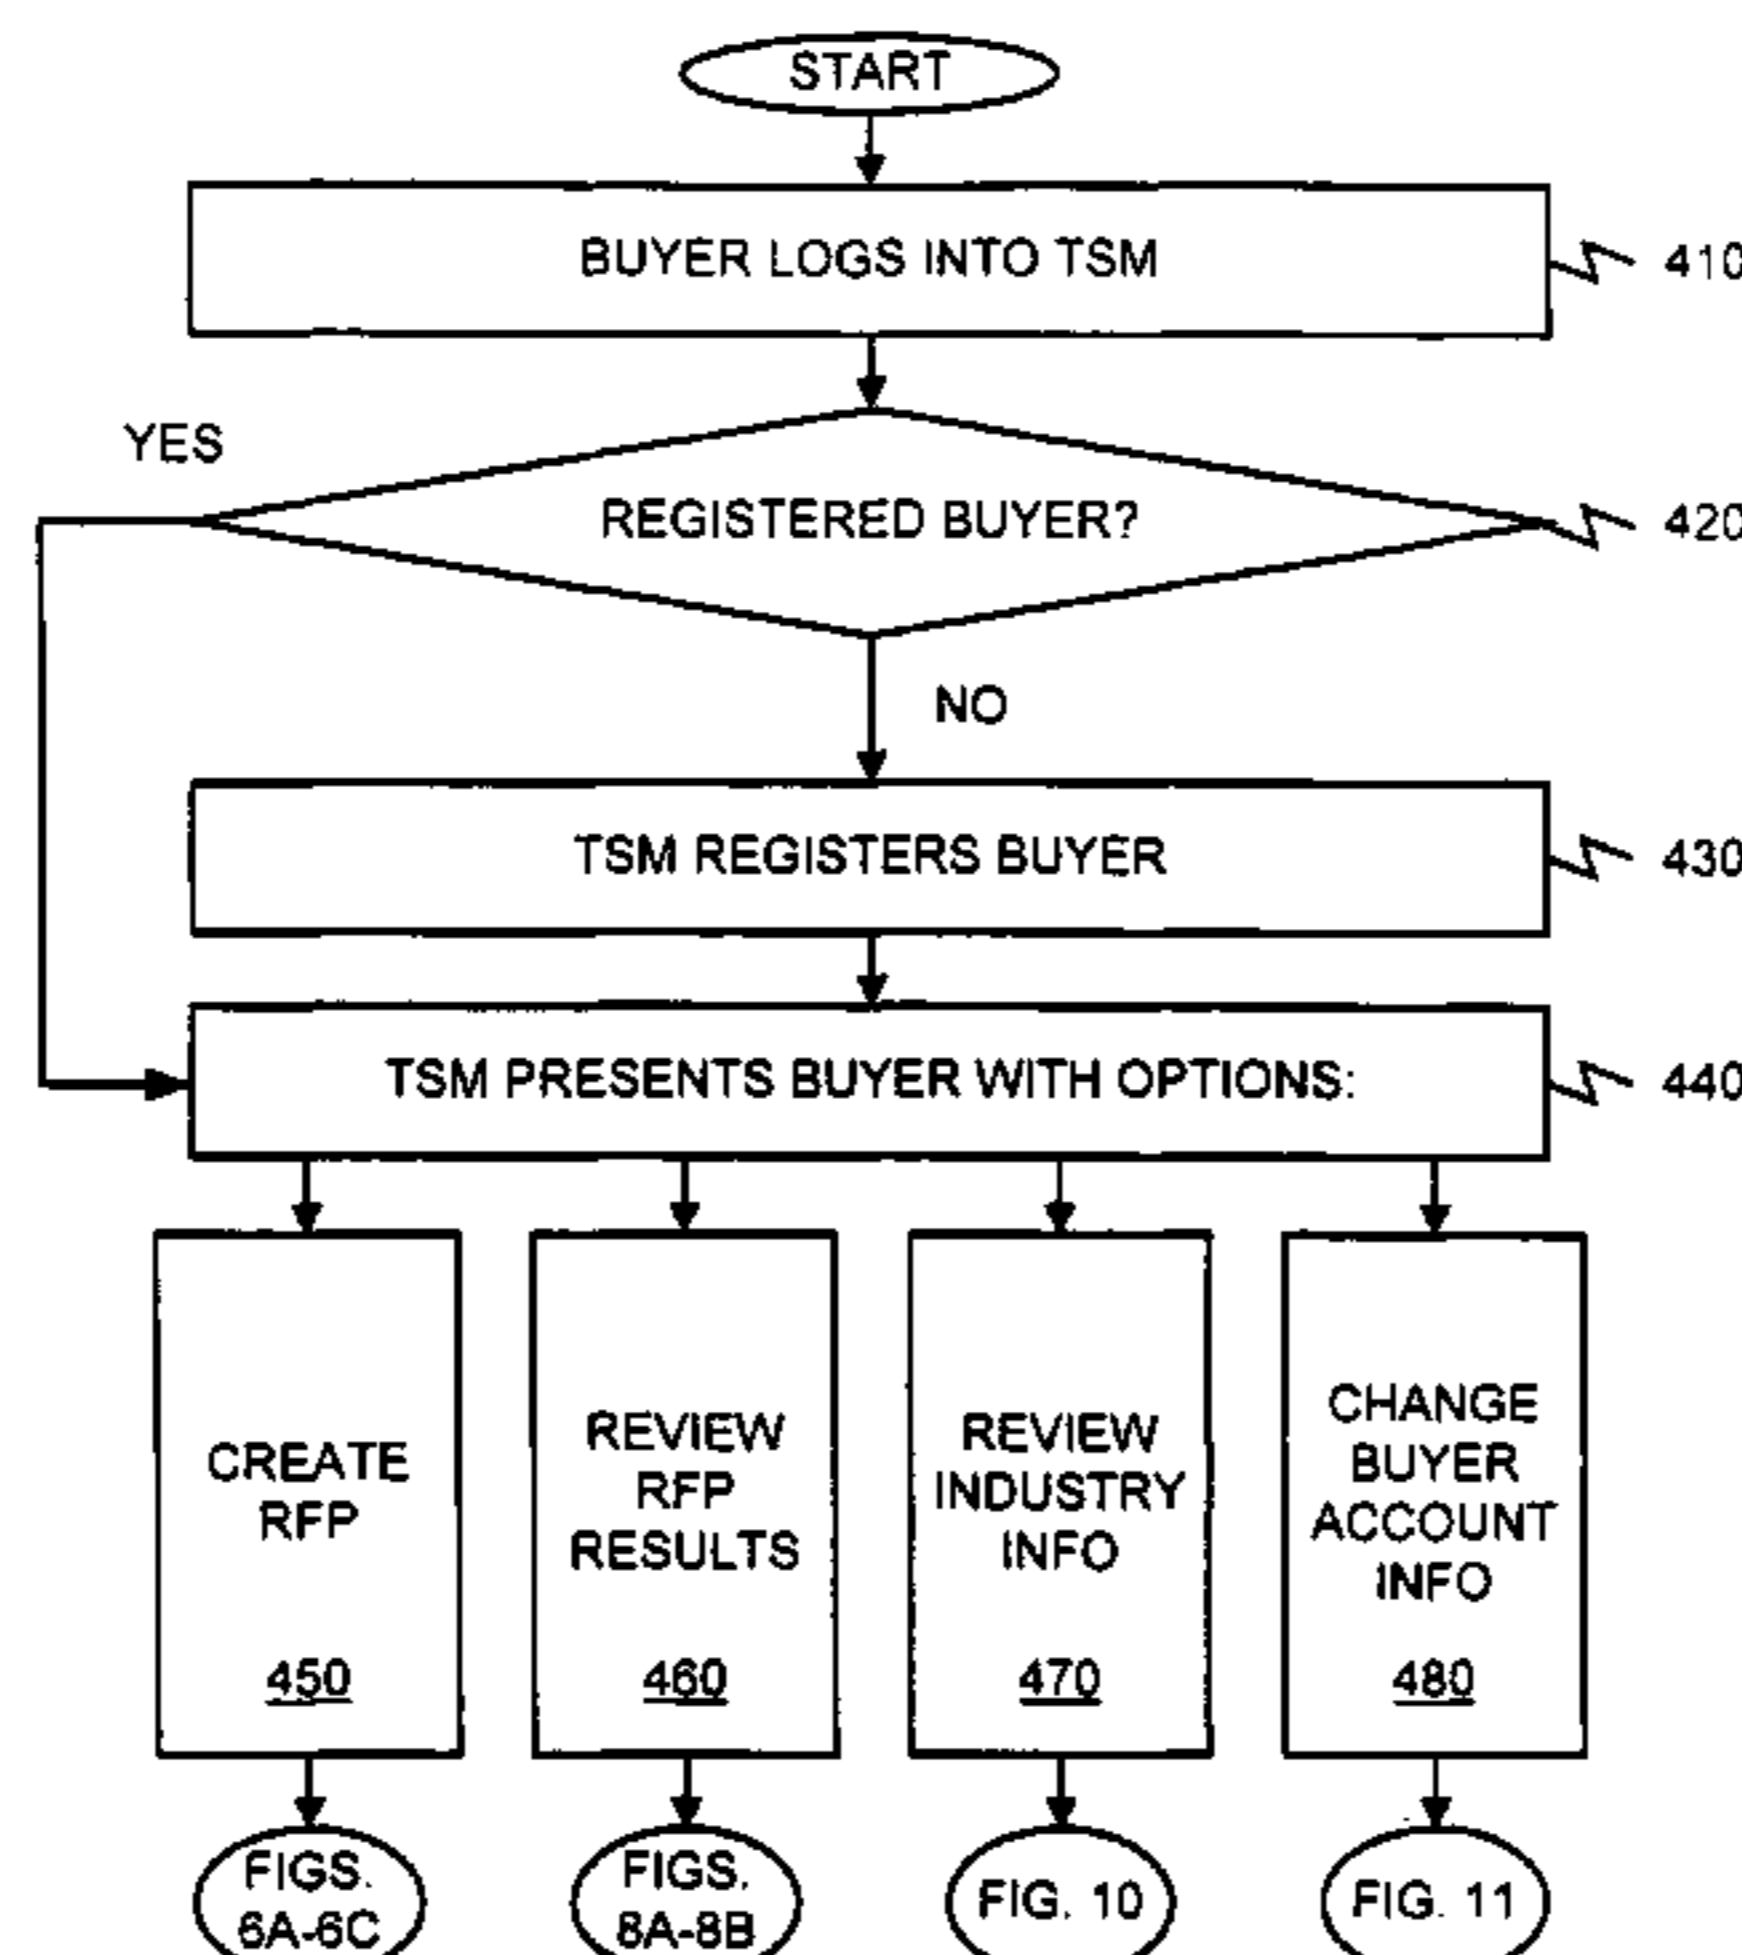 START
BUYER LOGS INTO TSM
410
YES
REGISTERED BUYER?
420
NO
TSM REGISTERS BUYER
430
TSM PRESENTS BUYER WITH OPTIONS:
440
CREATE
RFP
450
REVIEW
RFP
RESULTS
460
REVIEW
INDUSTRY
INFO
470
CHANGE
BUYER
ACCOUNT
INFO
480
FIGS.
6A-6C
FIGS.
8A-8B
FIG. 10
FIG. 11